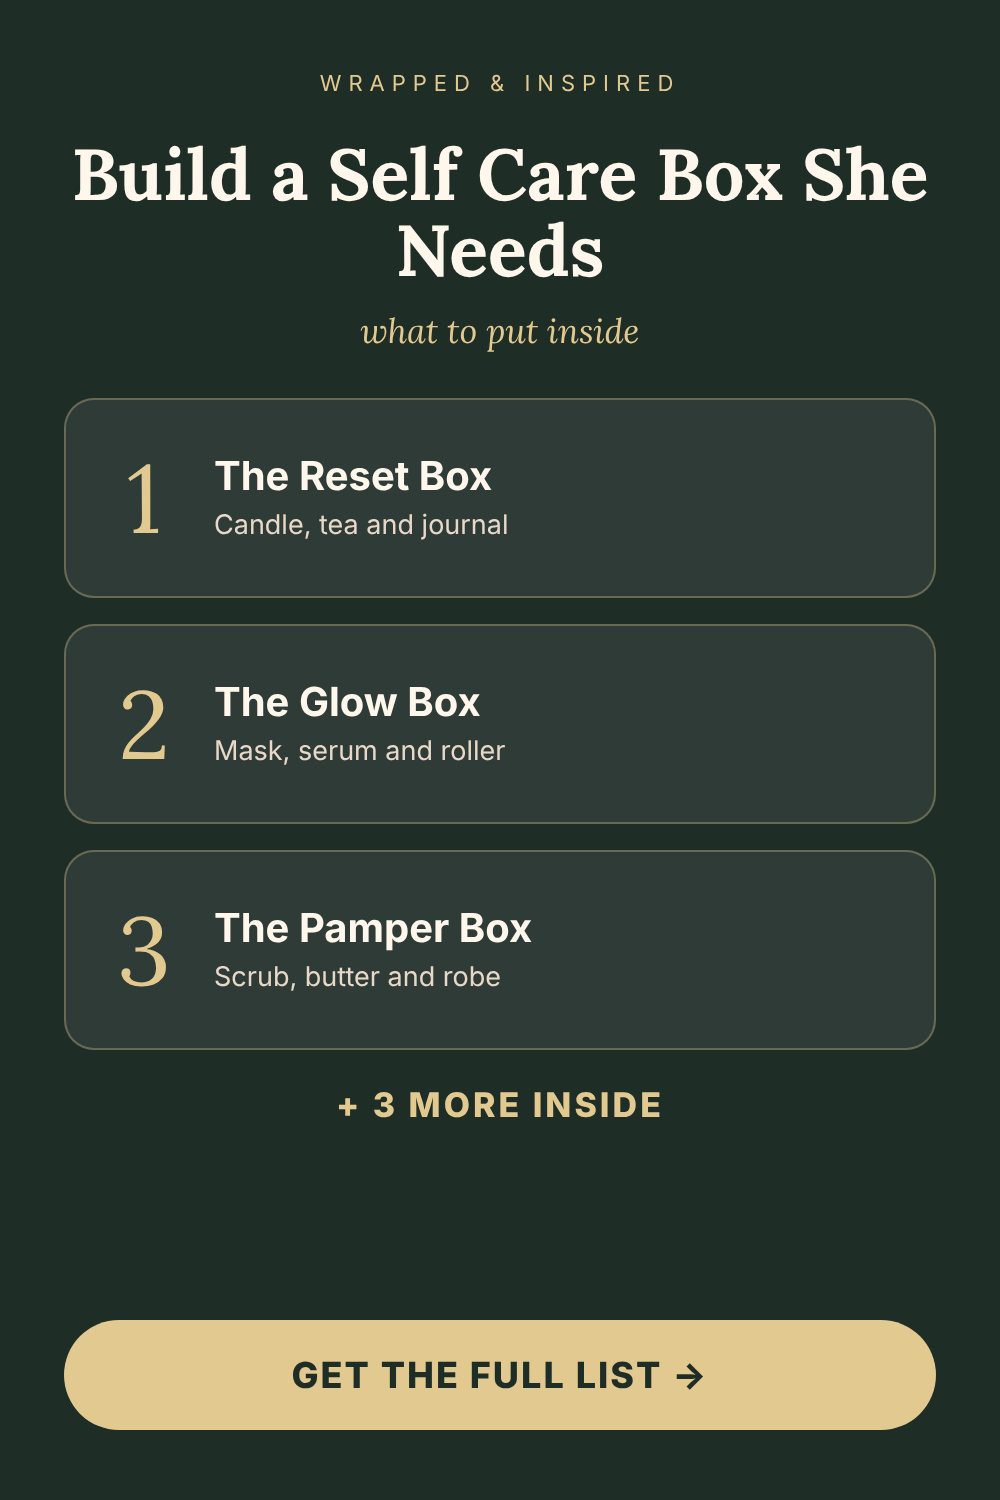 WRAPPED & INSPIRED
Build a Self Care Box She
Needs
what to put inside
1
The Reset Box
Candle, tea and journal
2
The Glow Box
Mask, serum and roller
3
The Pamper Box
Scrub, butter and robe
+ 3 MORE INSIDE
GET THE FULL LIST →